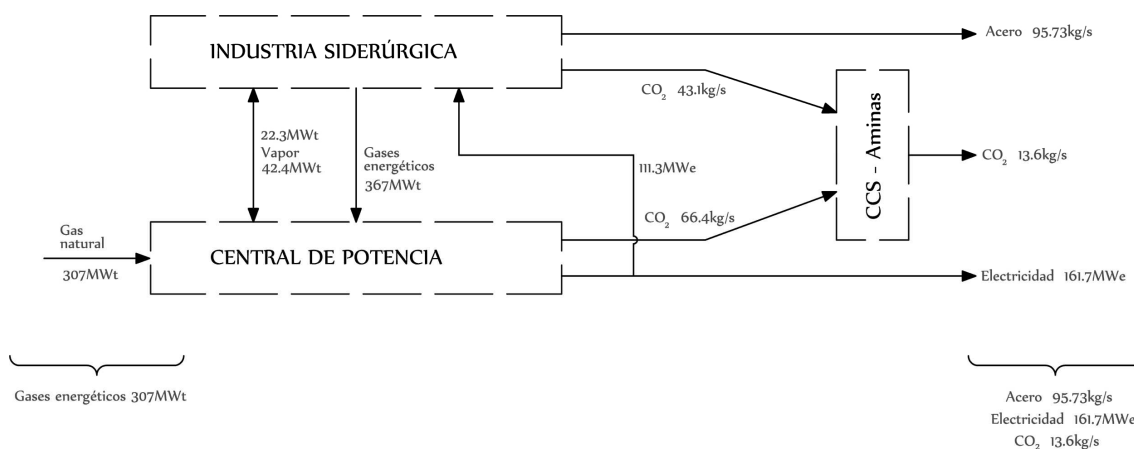 INDUSTRIA SIDERÚRGICA
Acero 95.73kg/s
CO₂ 43.1kg/s
22.3MWt
Vapor
42.4MWt
Gases
energéticos
367MWt
111.3MWe
CCS - Aminas
CO₂ 13.6kg/s
CO₂ 66.4kg/s
Gas
natural
307MWt
CENTRAL DE POTENCIA
Electricidad 161.7MWe
Gases energéticos 307MWt
Acero 95.73kg/s
Electricidad 161.7MWe
CO₂ 13.6kg/s